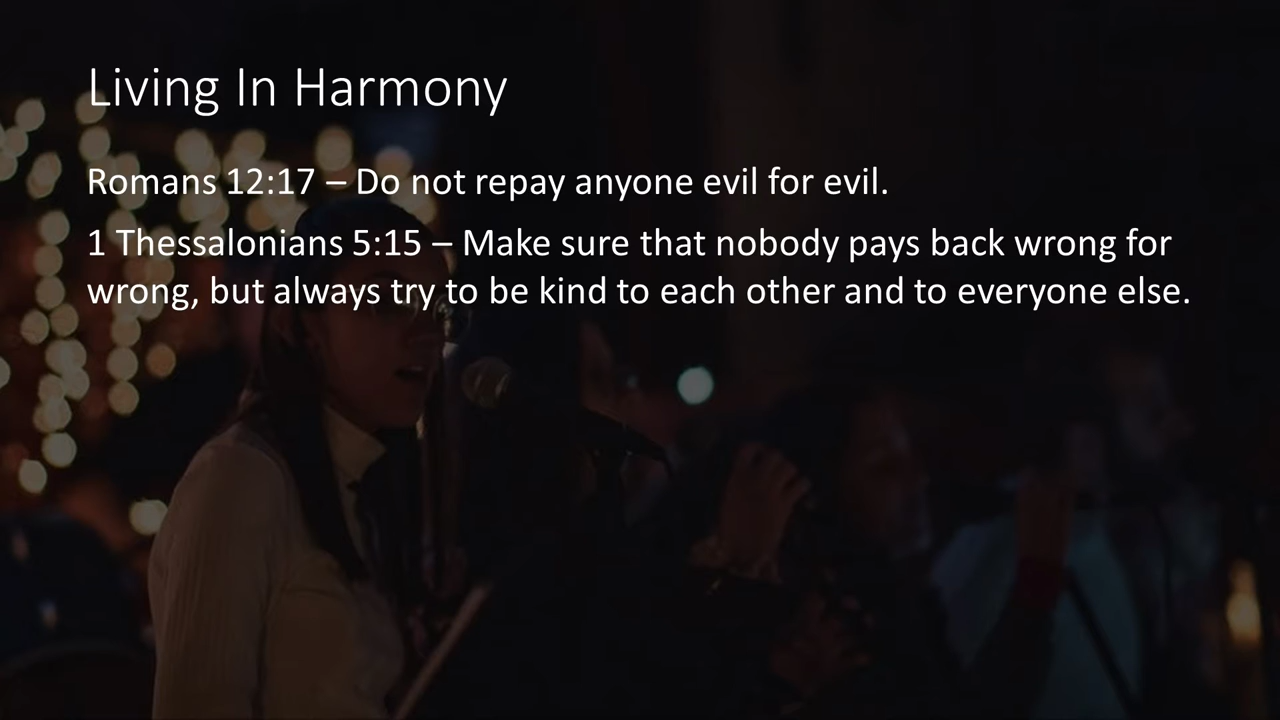 Living In Harmony
Romans 12:17 – Do not repay anyone evil for evil.
1 Thessalonians 5:15 – Make sure that nobody pays back wrong for
wrong, but always try to be kind to each other and to everyone else.